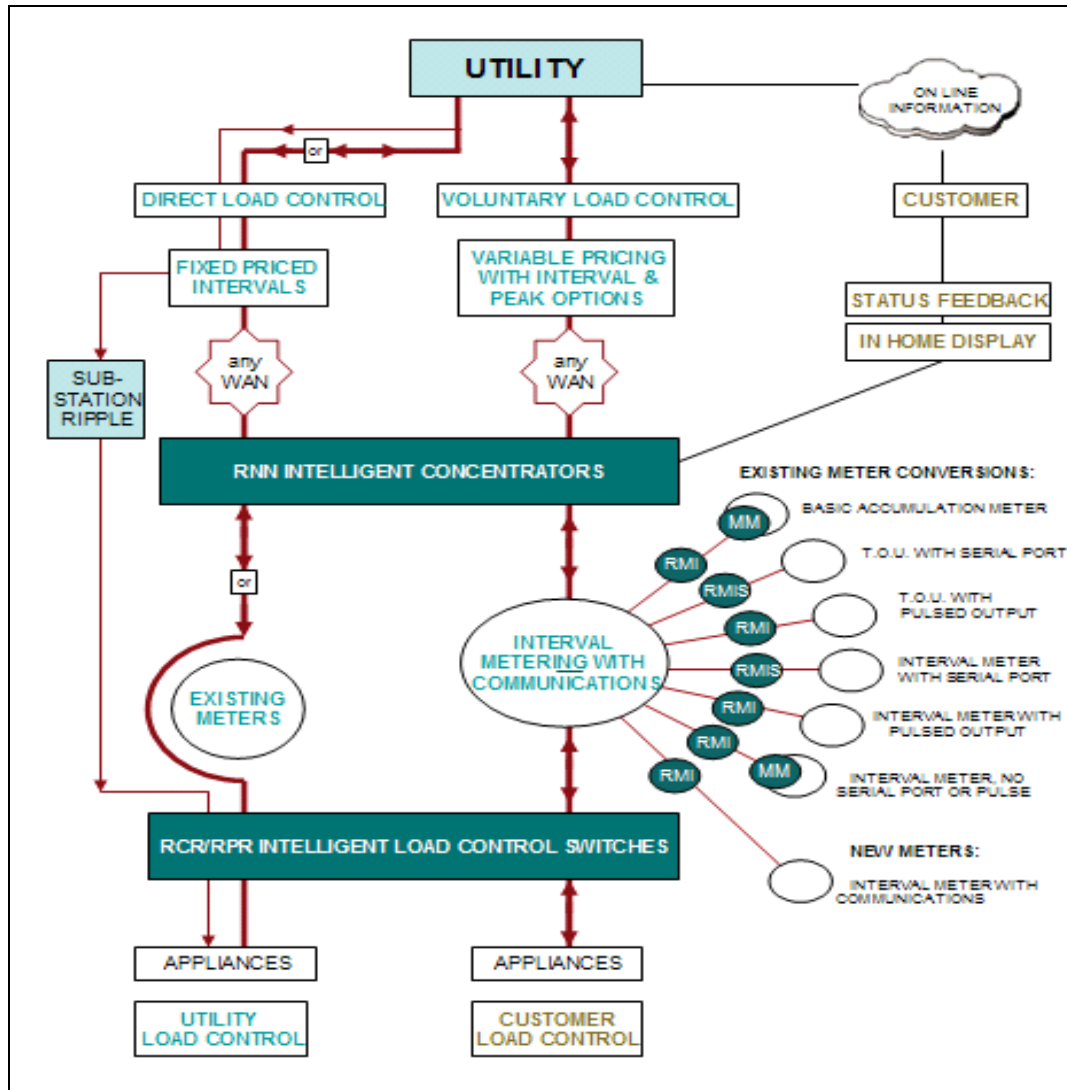 UTILITY
ON LINE
INFORMATION
or
DIRECT LOAD CONTROL
VOLUNTARY LOAD CONTROL
CUSTOMER
FIXED PRICED
INTERVALS
VARIABLE PRICING
WITH INTERVAL &
PEAK OPTIONS
STATUS FEEDBACK
IN HOME DISPLAY
any
WAN
any
WAN
SUB-
STATION
RIPPLE
RNN INTELLIGENT CONCENTRATORS
EXISTING METER CONVERSIONS:
MM
BASIC ACCUMULATION METER
RMI
T.O.U. WITH SERIAL PORT
RMIS
T.O.U. WITH
PULSED OUTPUT
RMI
or
INTERVAL
METERING WITH
COMMUNICATIONS
INTERVAL METER
WITH SERIAL PORT
RMIS
EXISTING
METERS
RMI
INTERVAL METER WITH
PULSED OUTPUT
RMI
MM
INTERVAL METER, NO
SERIAL PORT OR PULSE
RMI
RCR/RPR INTELLIGENT LOAD CONTROL SWITCHES
NEW METERS:
INTERVAL METER WITH
COMMUNICATIONS
APPLIANCES
APPLIANCES
UTILITY
LOAD CONTROL
CUSTOMER
LOAD CONTROL